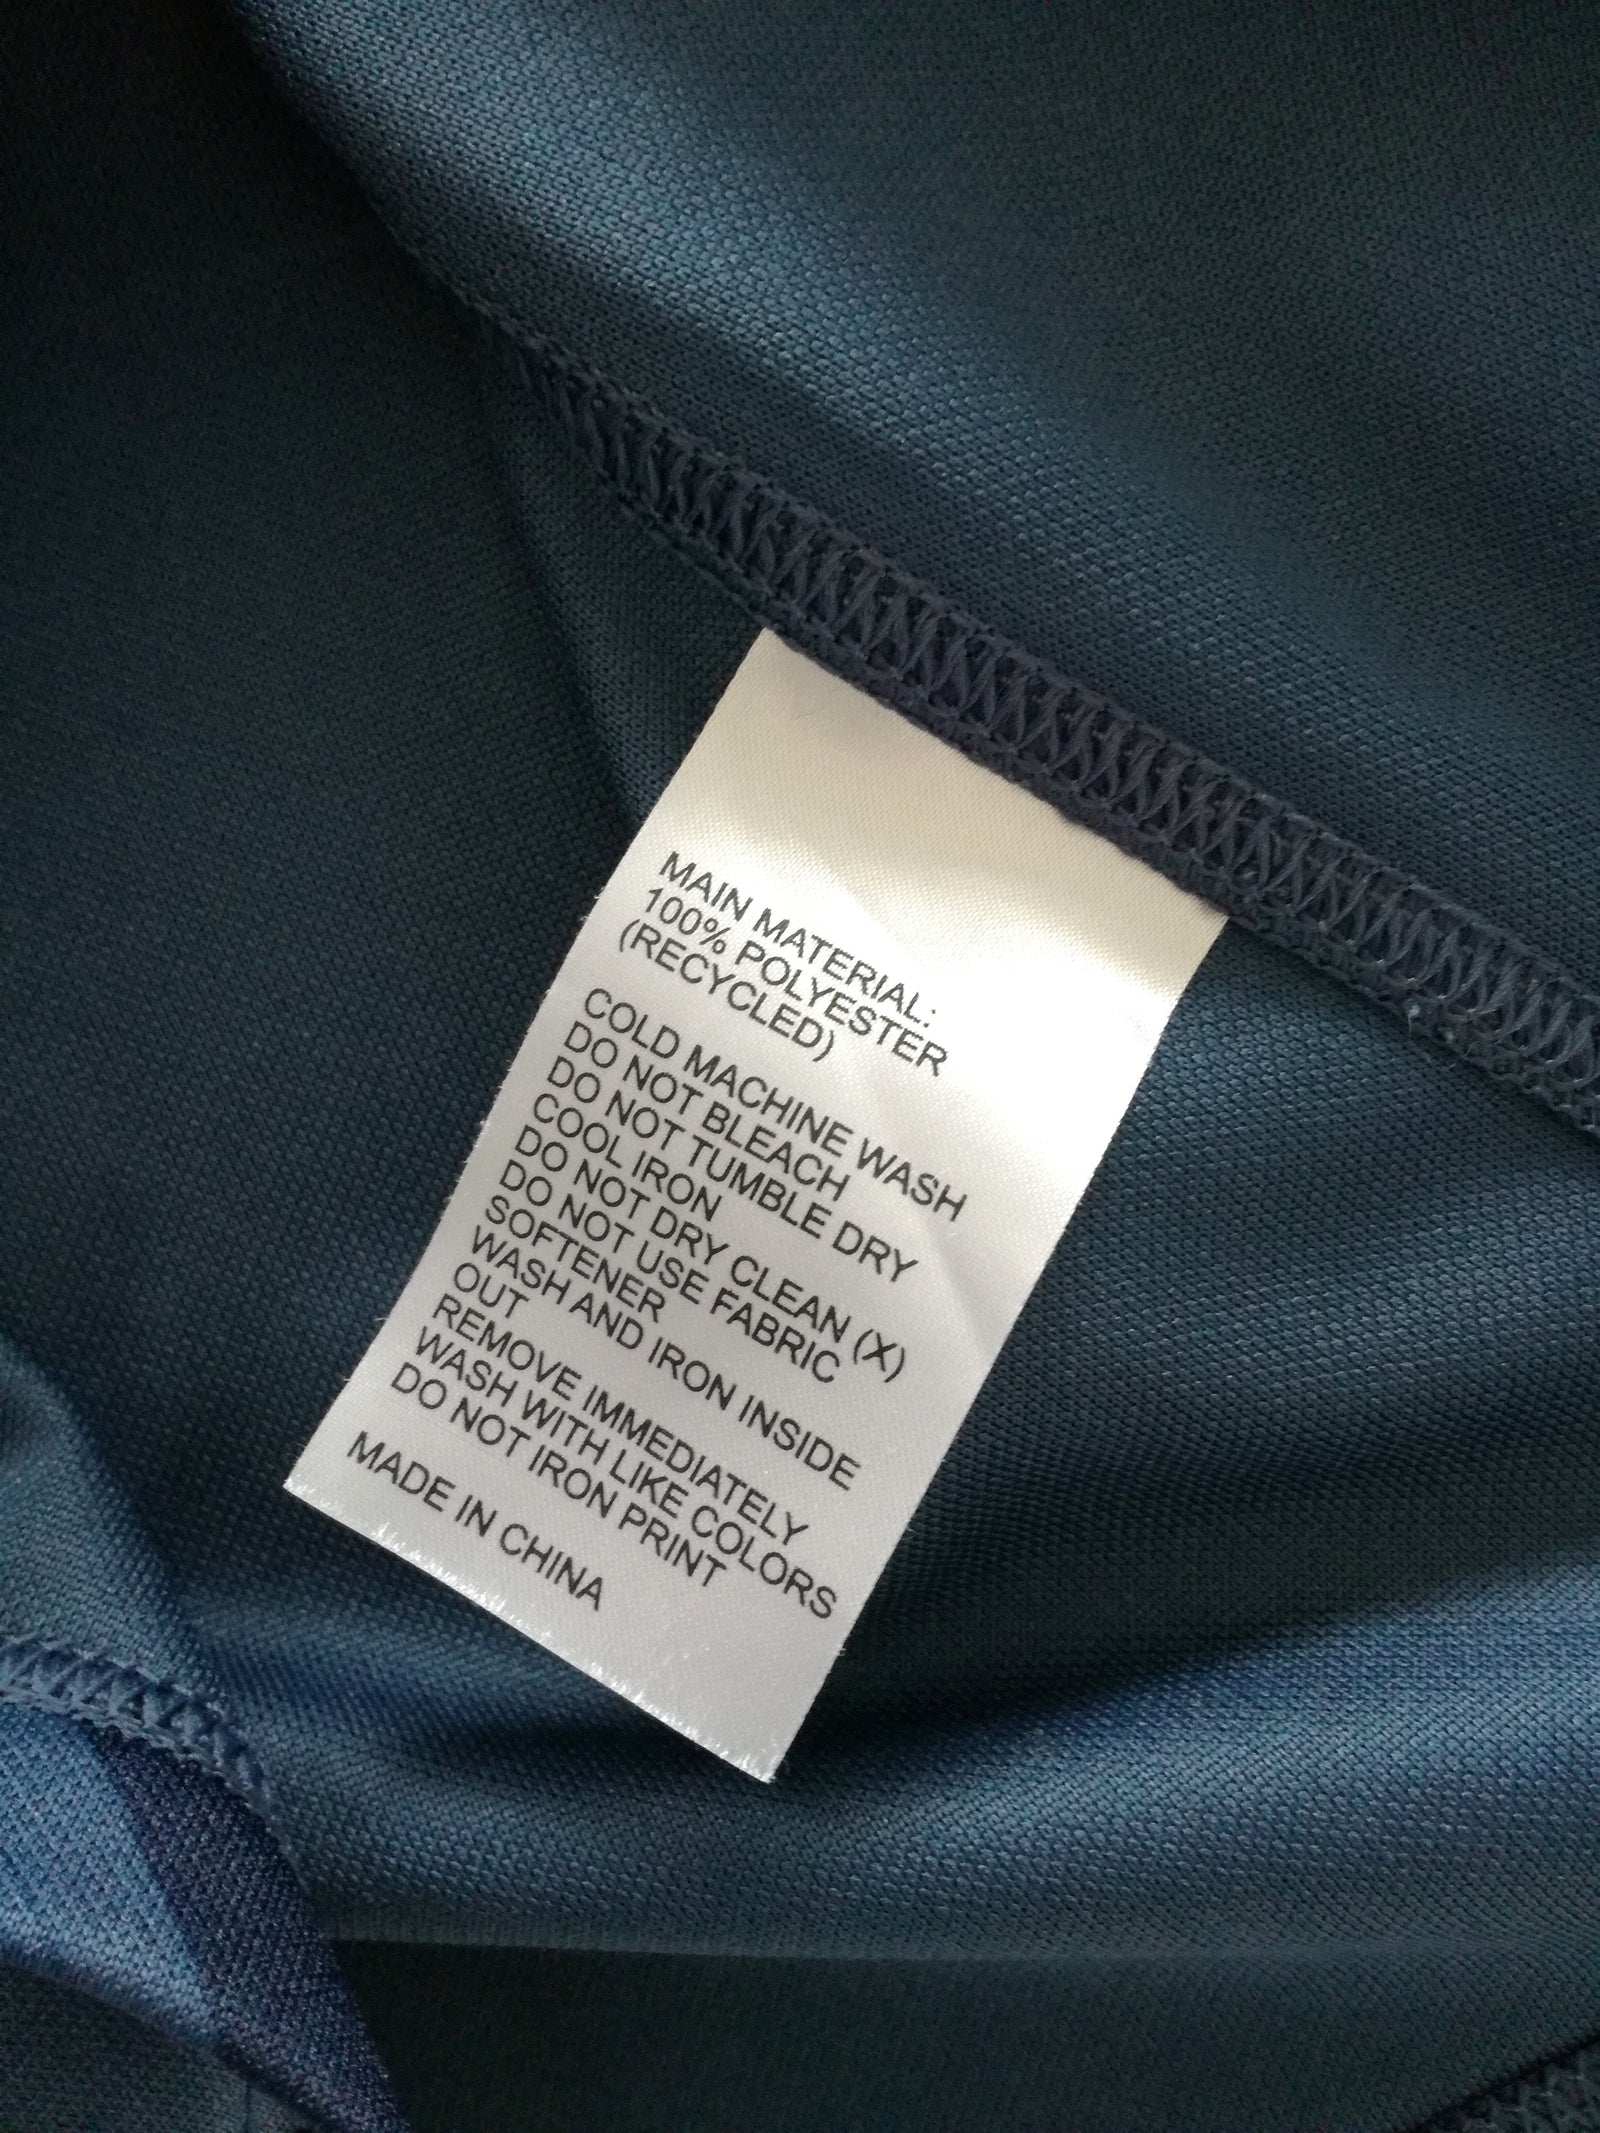 MAIN MATERIAL:
100% POLYESTER
(RECYCLED)
COLD MACHINE WASH
DO NOT BLEACH
DO NOT TUMBLE DRY
COOL IRON
DO NOT DRY CLEAN (X)
DO NOT USE FABRIC
SOFTENER
WASH AND IRON INSIDE
OUT
REMOVE IMMEDIATELY
WASH WITH LIKE COLORS
DO NOT IRON PRINT
MADE IN CHINA